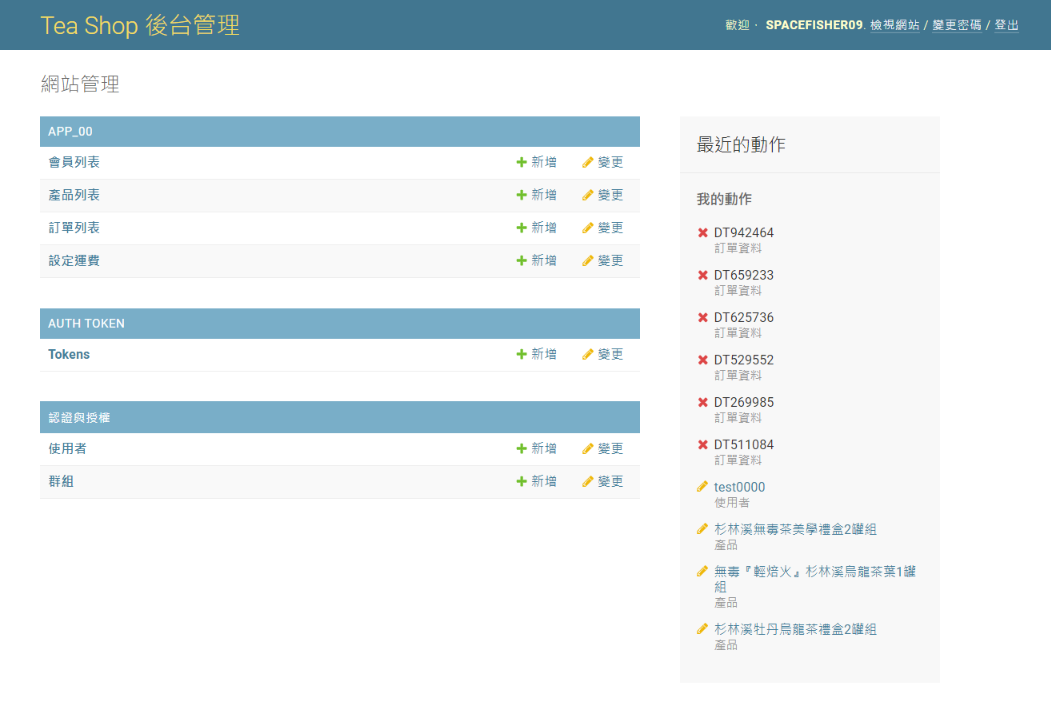 Tea Shop 後台管理
歡迎， SPACEFISHER09. 檢視網站 / 變更密碼 / 登出
網站管理
APP_00
會員列表 新增 變更
產品列表 新增 變更
訂單列表 新增 變更
設定運費 新增 變更
AUTH TOKEN
Tokens 新增 變更
認證與授權
使用者 新增 變更
群組 新增 變更
最近的動作
我的動作
DT942464
訂單資料
DT659233
訂單資料
DT625736
訂單資料
DT529552
訂單資料
DT269985
訂單資料
DT511084
訂單資料
test0000
使用者
杉林溪無毒茶美學禮盒2罐組
產品
無毒『輕焙火』杉林溪烏龍茶葉1罐
組
產品
杉林溪牡丹烏龍茶禮盒2罐組
產品